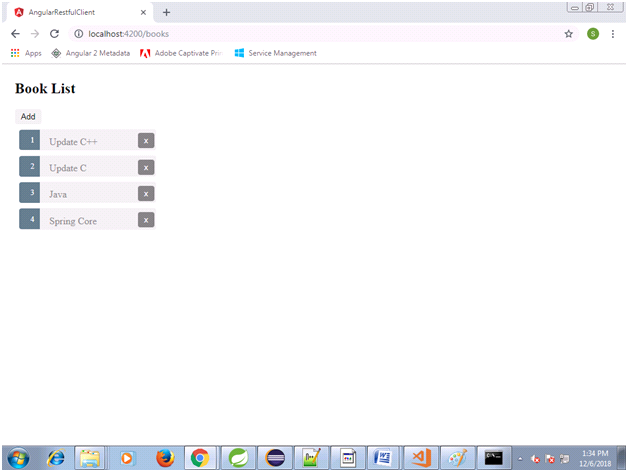 AngularRestfulClient
localhost:4200/books
S
Apps Angular 2 Metadata Adobe Captivate Prim Service Management
Book List
Add
1 Update C++ x
2 Update C x
3 Java x
4 Spring Core x
1:34 PM
12/6/2018